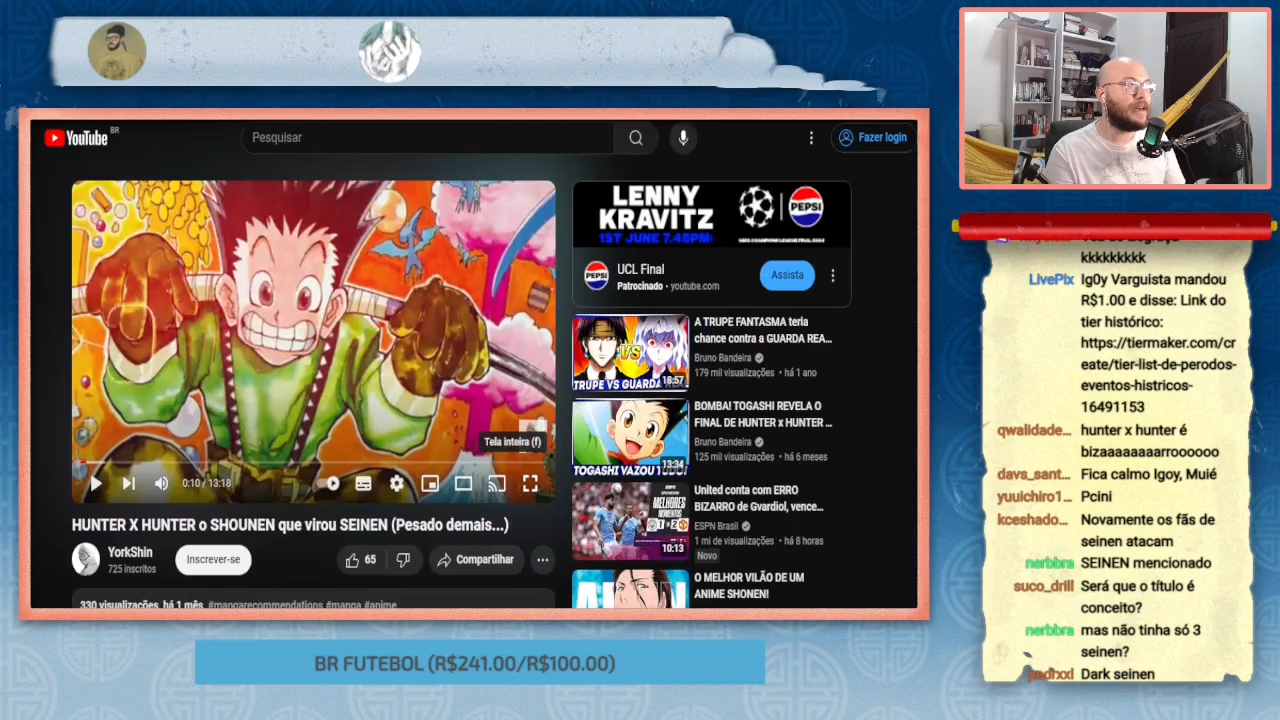 YouTube BR
Pesquisar
Fazer login
Tela inteira (f)
0:10 / 13:18
HUNTER X HUNTER o SHOUNEN que virou SEINEN (Pesado demais...)
YorkShin
725 inscritos
Inscrever-se
65
Compartilhar
330 visualizações há 1 mês #mangarecommendations #manga #anime
LENNY
KRAVITZ
1ST JUNE 7.45PM
PEPSI
PEPSI
UCL Final
Patrocinado • youtube.com
Assista
TRUPE VS GUARDA
VS
18:57
A TRUPE FANTASMA teria
chance contra a GUARDA REA...
Bruno Bandeira
179 mil visualizações • há 1 ano
TOGASHI VAZOU
13:34
BOMBA! TOGASHI REVELA O
FINAL DE HUNTER x HUNTER ...
Bruno Bandeira
125 mil visualizações • há 6 meses
MELHORES
MOMENTOS
1 2
10:13
United conta com ERRO
BIZARRO de Gvardiol, vence...
ESPN Brasil
1 mi de visualizações • há 8 horas
Novo
O MELHOR VILÃO DE UM
ANIME SHONEN!
BR FUTEBOL (R$241.00/R$100.00)
kkkkkkkkk
LivePix Ig0y Varguista mandou
R$1.00 e disse: Link do
tier histórico:
https://tiermaker.com/cr
eate/tier-list-de-perodos-
eventos-histricos-
16491153
qwalidade... hunter x hunter é
bizaaaaaaarroooooo
davs_sant... Fica calmo Igoy, Muié
yuuichiro1... Pcini
kceshado... Novamente os fãs de
seinen atacam
nerbbra SEINEN mencionado
suco_drill Será que o título é
conceito?
nerbbra mas não tinha só 3
seinen?
Dark seinen